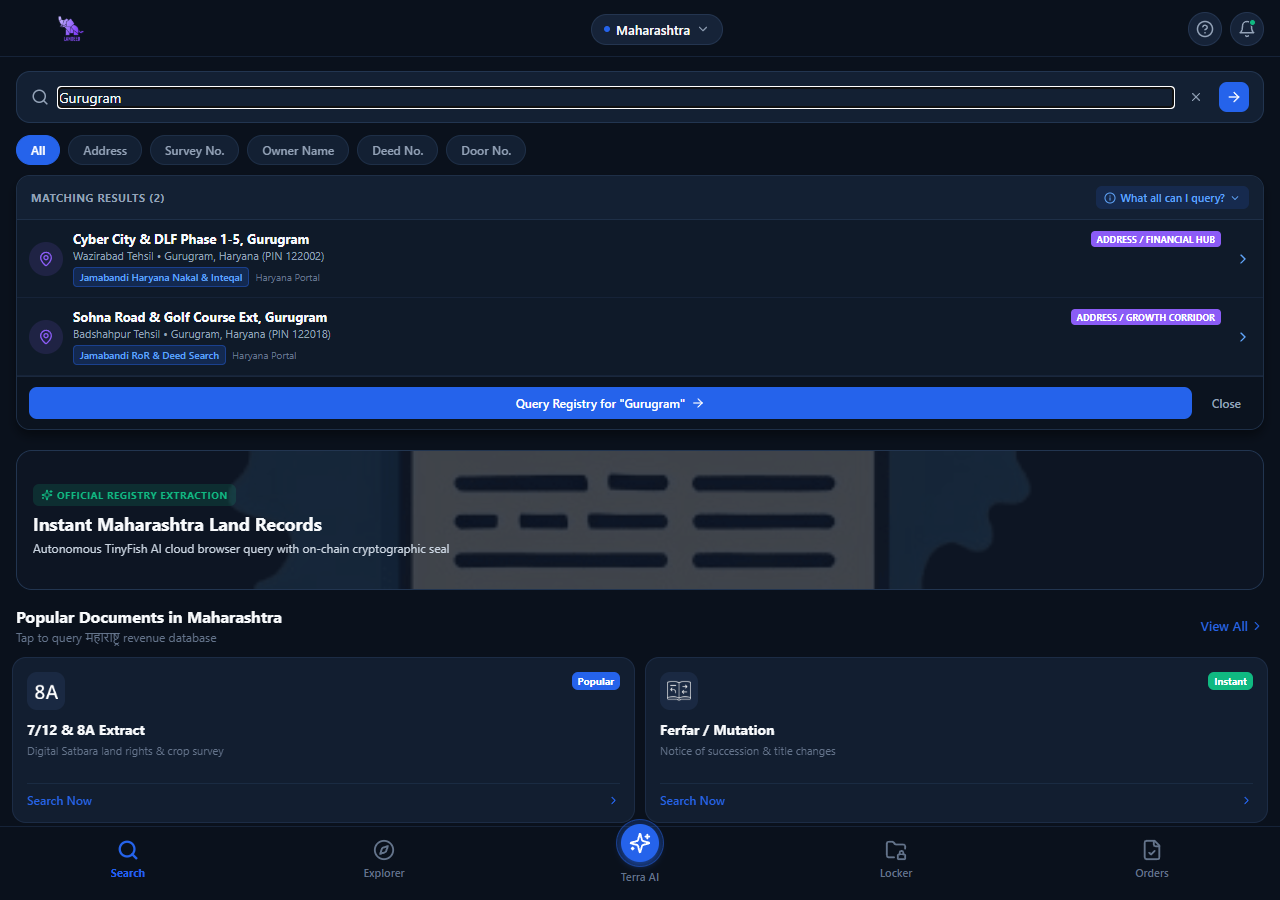 Maharashtra
Gurugram
All
Address
Survey No.
Owner Name
Deed No.
Door No.
MATCHING RESULTS (2)
What all can I query?
Cyber City & DLF Phase 1-5, Gurugram
ADDRESS / FINANCIAL HUB
Wazirabad Tehsil • Gurugram, Haryana (PIN 122002)
Jamabandi Haryana Nakal & Inteqal
Haryana Portal
Sohna Road & Golf Course Ext, Gurugram
ADDRESS / GROWTH CORRIDOR
Badshahpur Tehsil • Gurugram, Haryana (PIN 122018)
Jamabandi RoR & Deed Search
Haryana Portal
Query Registry for "Gurugram" →
Close
OFFICIAL REGISTRY EXTRACTION
Instant Maharashtra Land Records
Autonomous TinyFish AI cloud browser query with on-chain cryptographic seal
Popular Documents in Maharashtra
Tap to query महाराष्ट्र revenue database
View All
8A
Popular
7/12 & 8A Extract
Digital Satbara land rights & crop survey
Search Now
Instant
Ferfar / Mutation
Notice of succession & title changes
Search Now
Search
Explorer
Terra AI
Locker
Orders